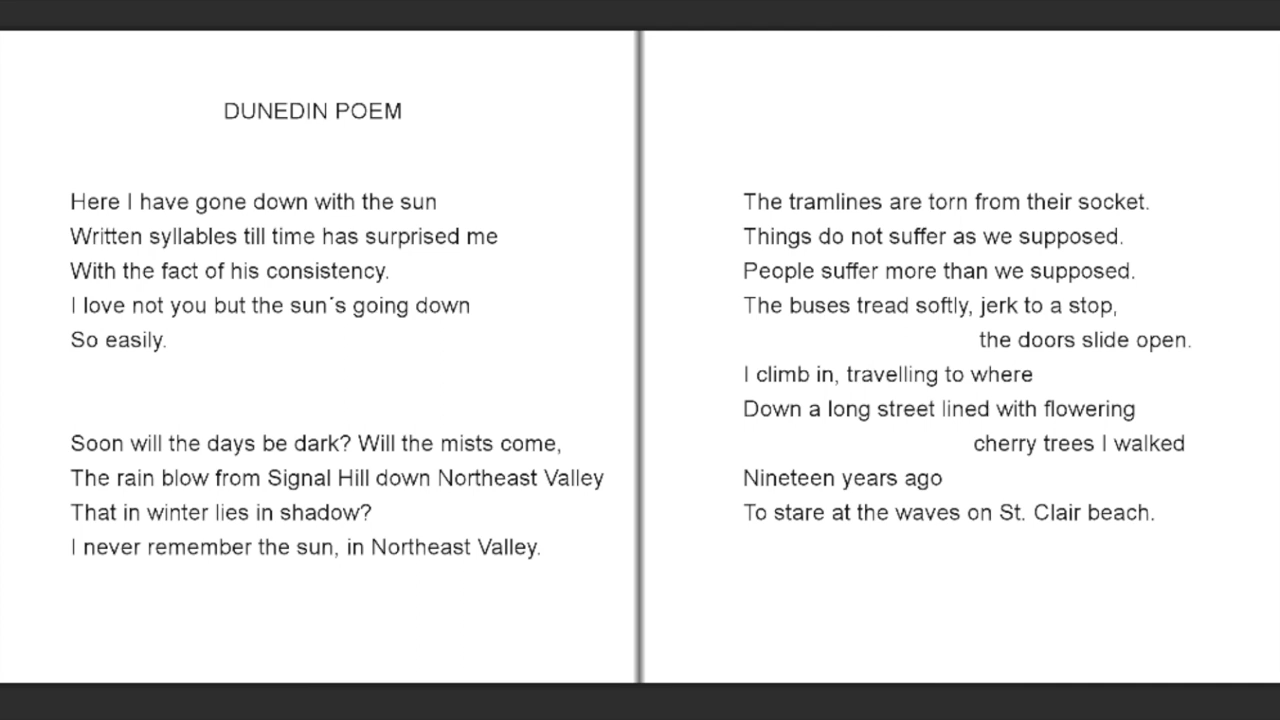 DUNEDIN POEM
Here I have gone down with the sun
Written syllables till time has surprised me
With the fact of his consistency.
I love not you but the sun´s going down
So easily.
Soon will the days be dark? Will the mists come,
The rain blow from Signal Hill down Northeast Valley
That in winter lies in shadow?
I never remember the sun, in Northeast Valley.
The tramlines are torn from their socket.
Things do not suffer as we supposed.
People suffer more than we supposed.
The buses tread softly, jerk to a stop,
the doors slide open.
I climb in, travelling to where
Down a long street lined with flowering
cherry trees I walked
Nineteen years ago
To stare at the waves on St. Clair beach.